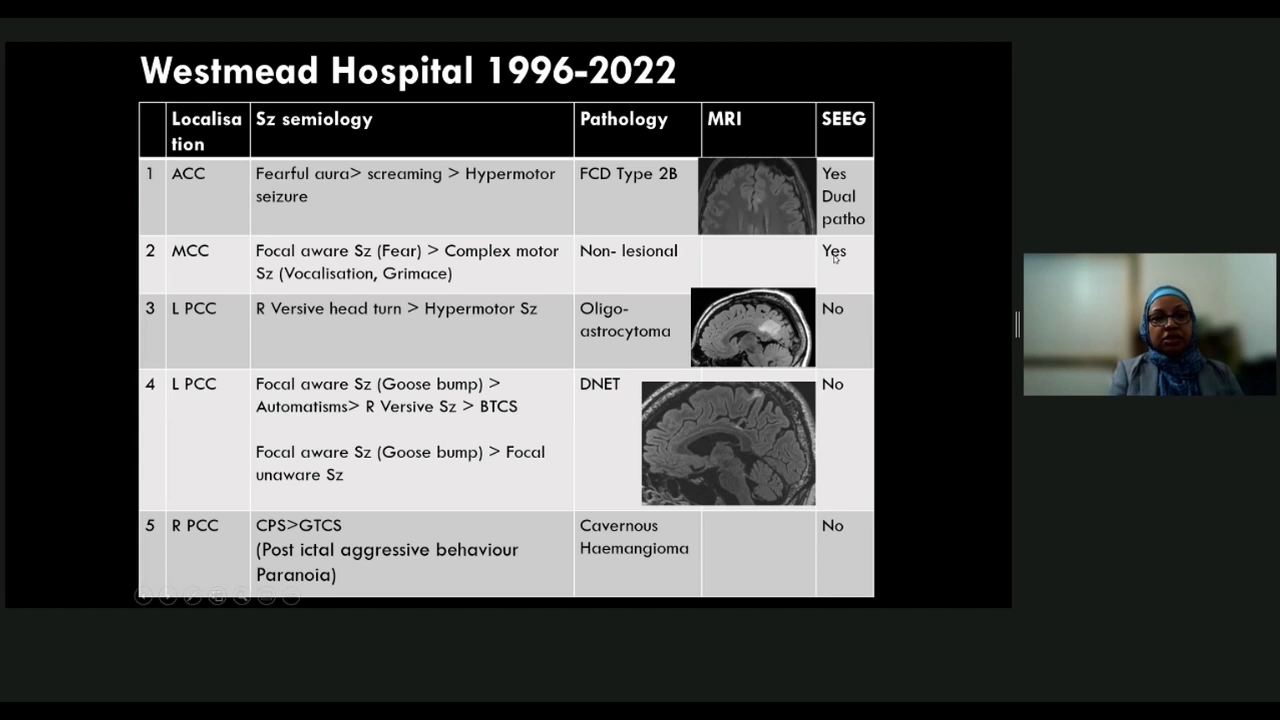 Westmead Hospital 1996-2022
Localisa
tion
Sz semiology
Pathology
MRI
SEEG
1
ACC
Fearful aura> screaming > Hypermotor
seizure
FCD Type 2B
Yes
Dual
patho
2
MCC
Focal aware Sz (Fear) > Complex motor
Sz (Vocalisation, Grimace)
Non- lesional
Yes
3
L PCC
R Versive head turn > Hypermotor Sz
Oligo-
astrocytoma
No
4
L PCC
Focal aware Sz (Goose bump) >
Automatisms> R Versive Sz > BTCS
Focal aware Sz (Goose bump) > Focal
unaware Sz
DNET
No
5
R PCC
CPS>GTCS
(Post ictal aggressive behaviour
Paranoia)
Cavernous
Haemangioma
No